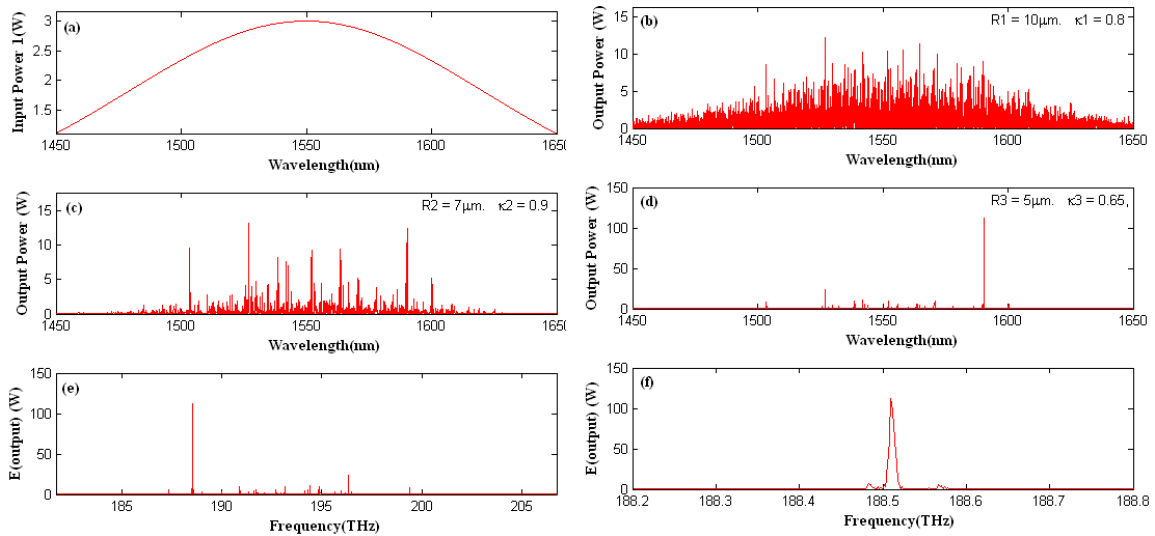 (a)
Input Power 1(W)
3
2.5
2
1.5
1450
1500
1550
1600
1650
Wavelength(nm)
(b)
R1 = 10μm. κ1 = 0.8
Output Power (W)
15
10
5
0
1450
1500
1550
1600
1650
Wavelength(nm)
(c)
R2 = 7μm. κ2 = 0.9
Output Power (W)
15
10
5
0
1450
1500
1550
1600
1650
Wavelength(nm)
(d)
R3 = 5μm. κ3 = 0.65,
Output Power (W)
150
100
50
0
1450
1500
1550
1600
1650
Wavelength(nm)
(e)
E(output) (W)
150
100
50
0
185
190
195
200
205
Frequency(THz)
(f)
E(output) (W)
150
100
50
0
188.2
188.3
188.4
188.5
188.6
188.7
188.8
Frequency(THz)